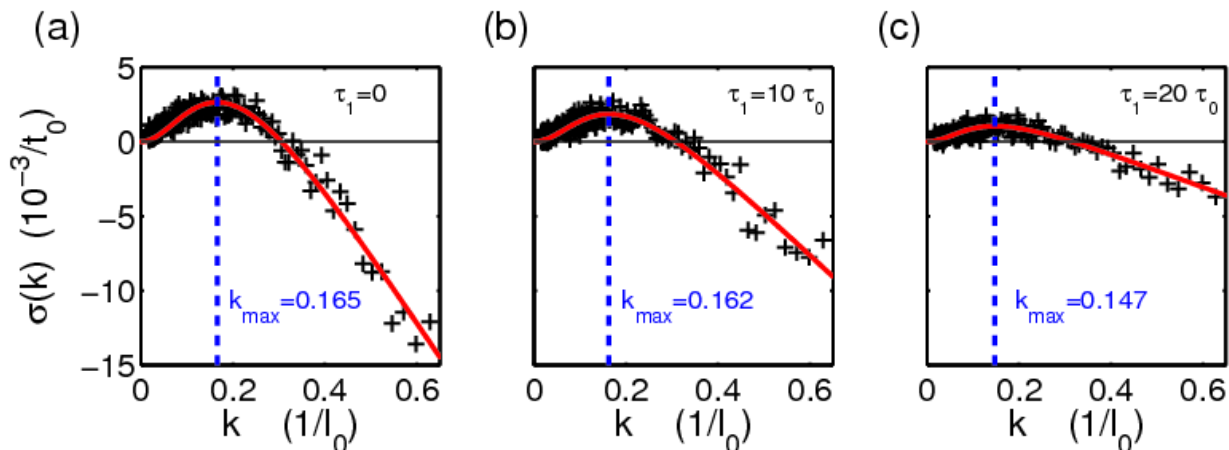 (a) (b) (c)
τ₁=0 τ₁=10 τ₀ τ₁=20 τ₀
5
0
−5
−10
−15
σ(k) (10⁻³/t₀)
k_max=0.165 k_max=0.162 k_max=0.147
0 0.2 0.4 0.6 0 0.2 0.4 0.6 0 0.2 0.4 0.6
k (1/l₀) k (1/l₀) k (1/l₀)